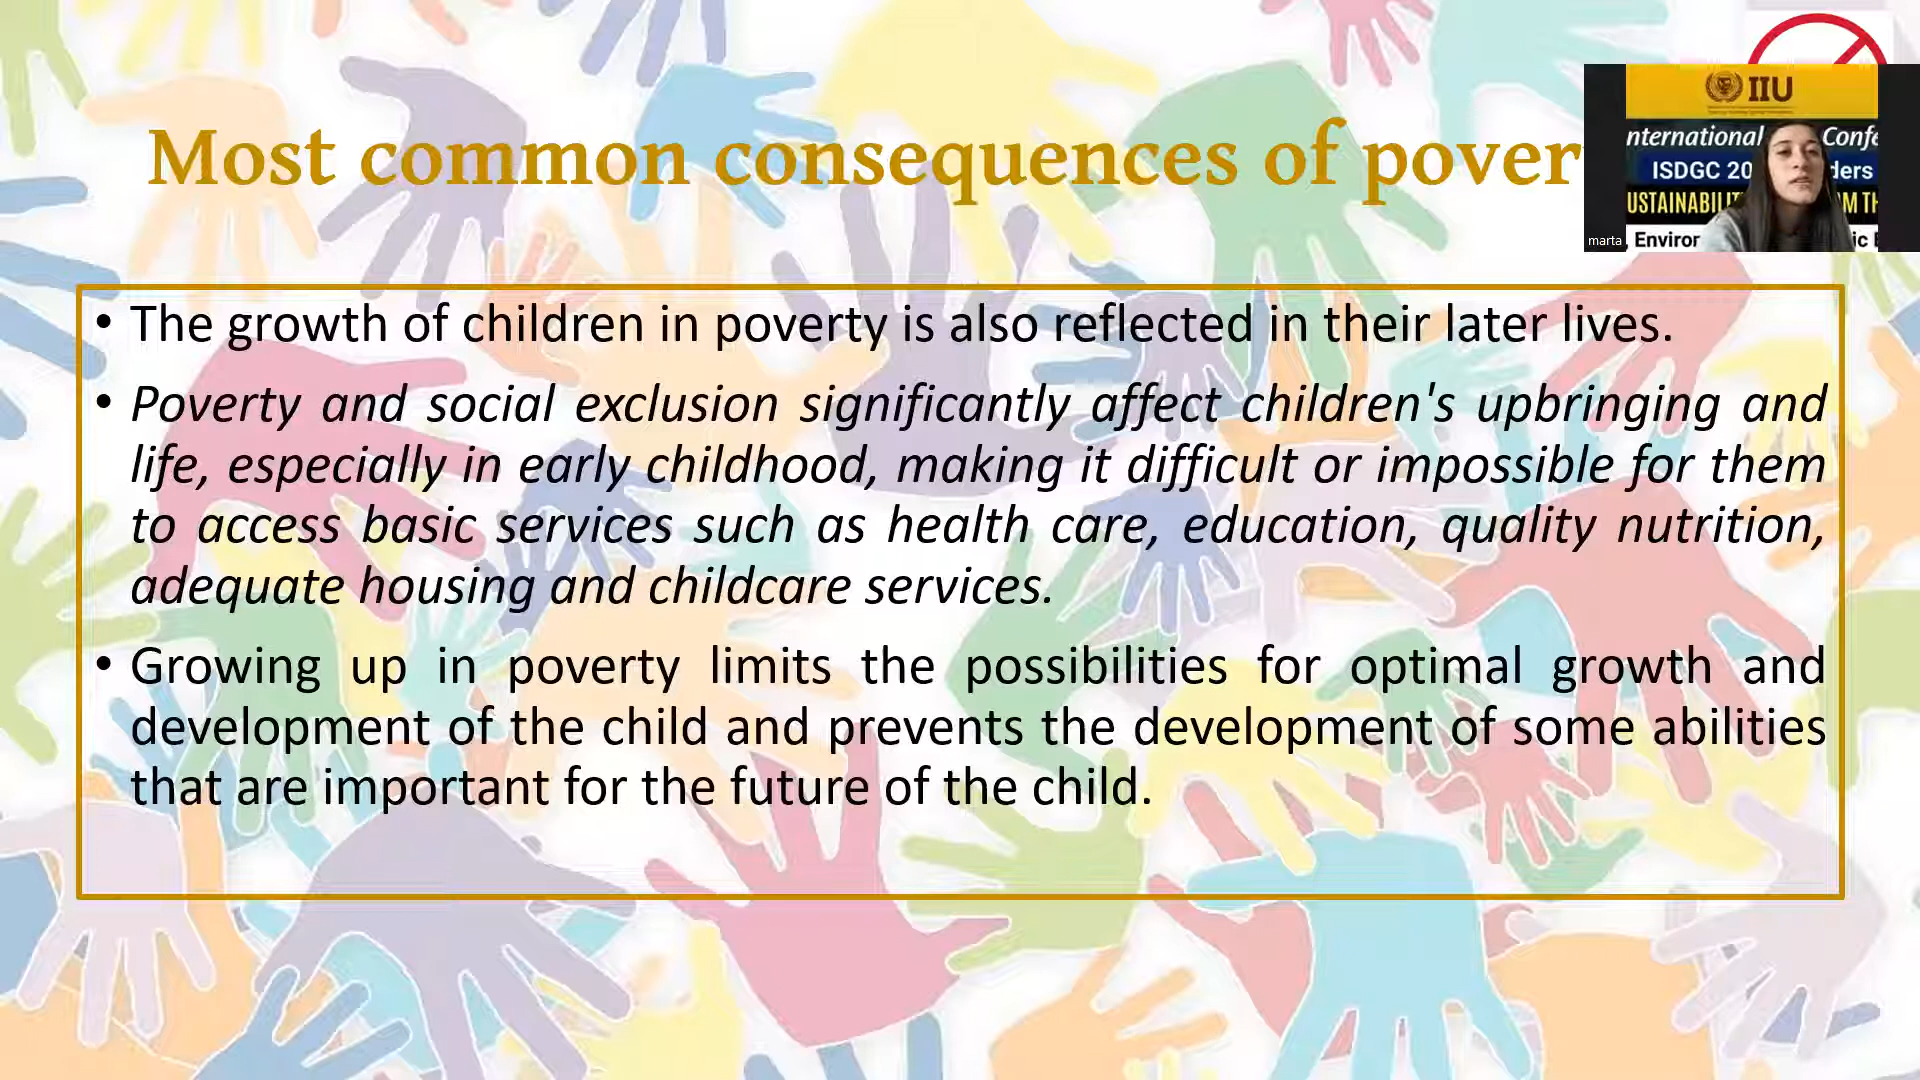 Most common consequences of pover
IIU
nternational Confe
ISDGC 20 ders
USTAINABILIT M TH
marta , Enviror ic E
• The growth of children in poverty is also reflected in their later lives.
• Poverty and social exclusion significantly affect children's upbringing and
life, especially in early childhood, making it difficult or impossible for them
to access basic services such as health care, education, quality nutrition,
adequate housing and childcare services.
• Growing up in poverty limits the possibilities for optimal growth and
development of the child and prevents the development of some abilities
that are important for the future of the child.